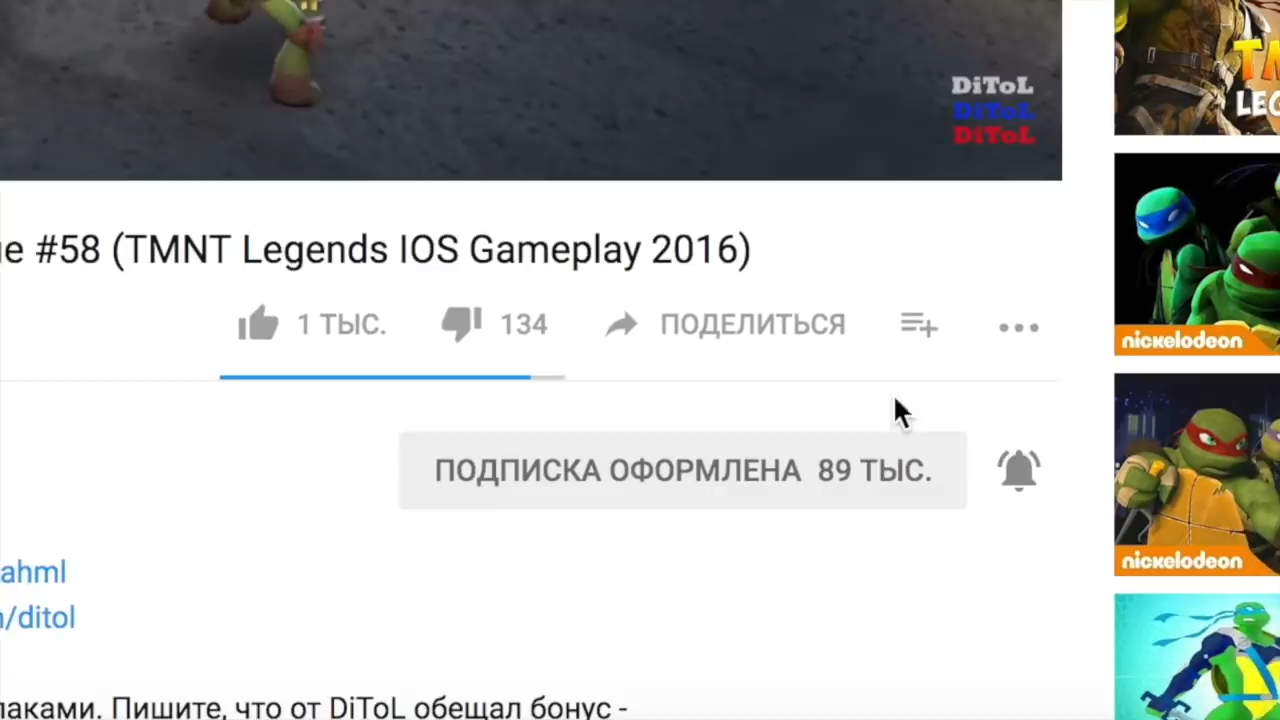 DiToL
DiToL
DiToL
LEG
#58 (TMNT Legends IOS Gameplay 2016)
1 ТЫС. 134 ПОДЕЛИТЬСЯ
nickelodeon
ПОДПИСКА ОФОРМЛЕНА 89 ТЫС.
nickelodeon
ahml
/ditol
лаками. Пишите, что от DiToL обещал бонус -